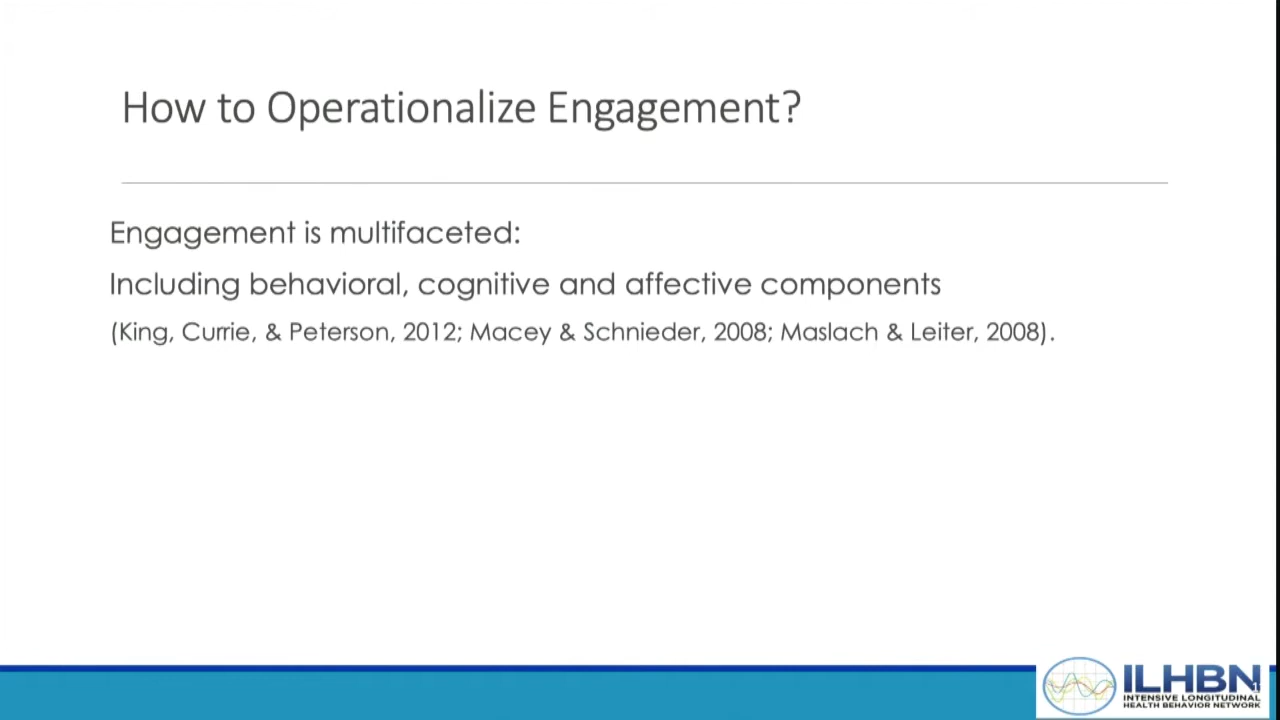 How to Operationalize Engagement?
Engagement is multifaceted:
Including behavioral, cognitive and affective components
(King, Currie, & Peterson, 2012; Macey & Schnieder, 2008; Maslach & Leiter, 2008).
ILHBN
INTENSIVE LONGITUDINAL
HEALTH BEHAVIOR NETWORK